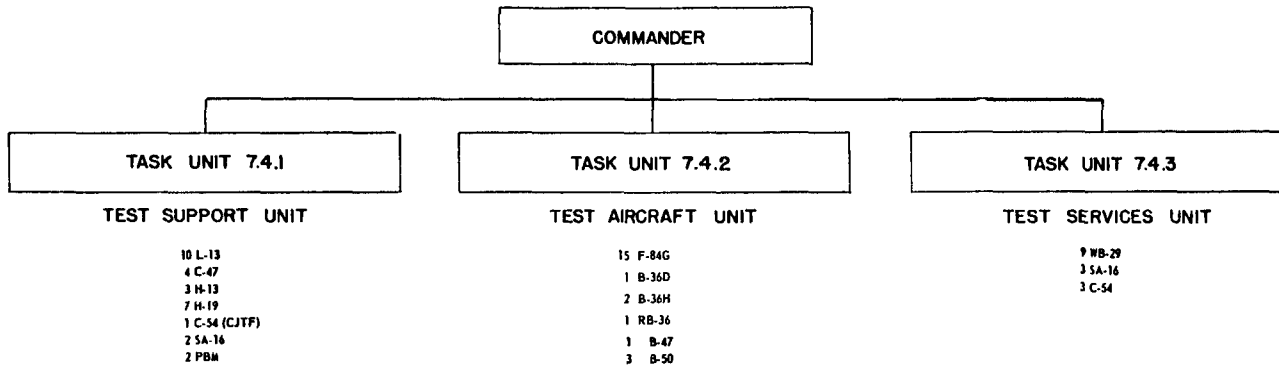 COMMANDER
TASK UNIT 7.4.1
TEST SUPPORT UNIT
10 L-13
4 C-47
3 H-13
7 H-19
1 C-54 (CJTF)
2 SA-16
2 PBM
TASK UNIT 7.4.2
TEST AIRCRAFT UNIT
15 F-84G
1 B-36D
2 B-36H
1 RB-36
1 B-47
3 B-50
TASK UNIT 7.4.3
TEST SERVICES UNIT
9 WB-29
3 SA-16
3 C-54